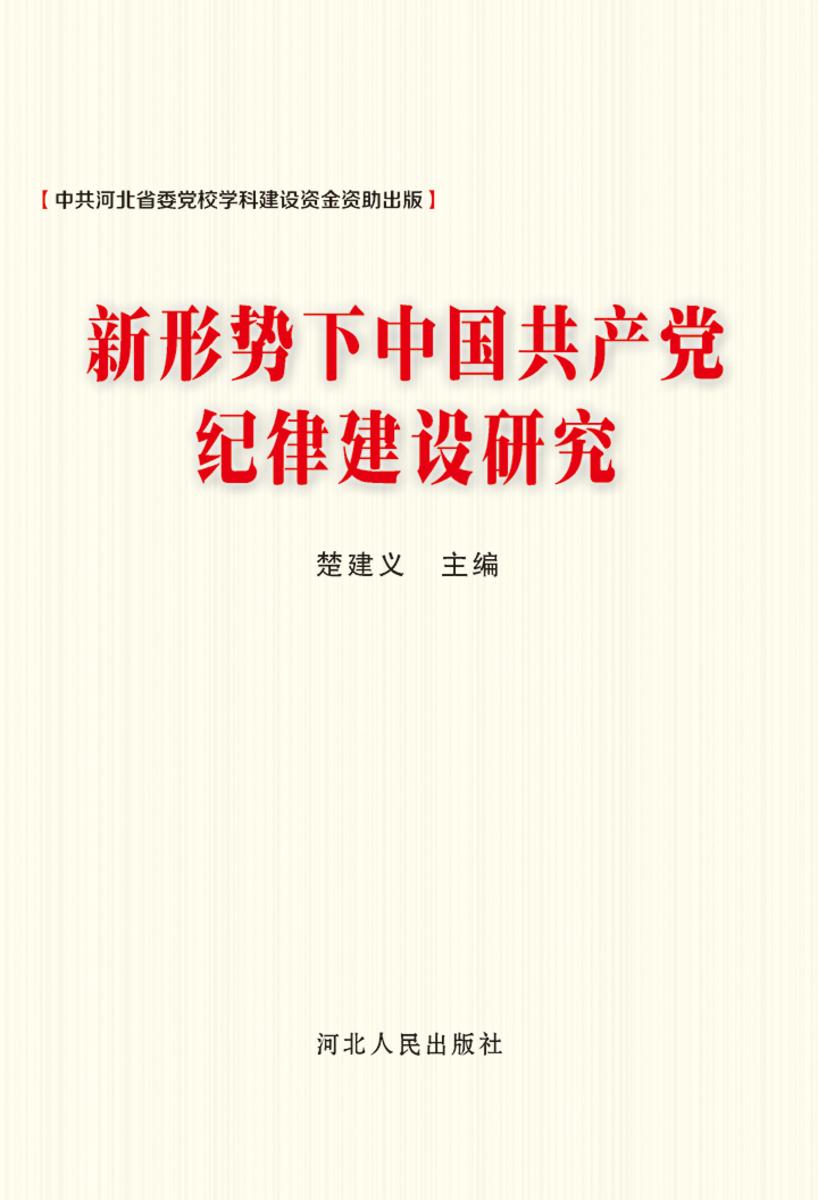 【中共河北省委党校学科建设资金资助出版】
新形势下中国共产党
纪律建设研究
楚建义 主编
河北人民出版社